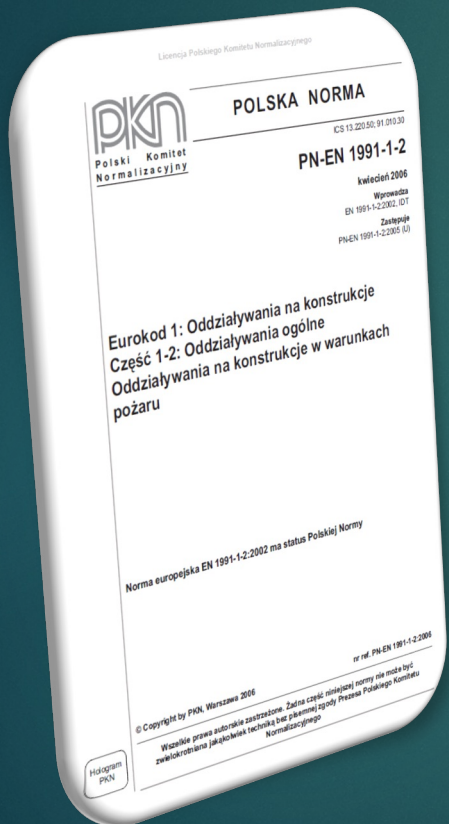 Licencja Polskiego Komitetu Normalizacyjnego
PKN
Polski Komitet
Normalizacyjny
POLSKA NORMA
ICS 13.220.50; 91.010.30
PN-EN 1991-1-2
kwiecień 2006
Wprowadza
EN 1991-1-2:2002, IDT
Zastępuje
PN-EN 1991-1-2:2005 (U)
Eurokod 1: Oddziaływania na konstrukcje
Część 1-2: Oddziaływania ogólne
Oddziaływania na konstrukcje w warunkach
pożaru
Norma europejska EN 1991-1-2:2002 ma status Polskiej Normy
nr ref. PN-EN 1991-1-2:2006
© Copyright by PKN, Warszawa 2006
Wszelkie prawa autorskie zastrzeżone. Żadna część niniejszej normy nie może być
zwielokrotniana jakąkolwiek techniką bez pisemnej zgody Prezesa Polskiego Komitetu
Normalizacyjnego
Hologram
PKN